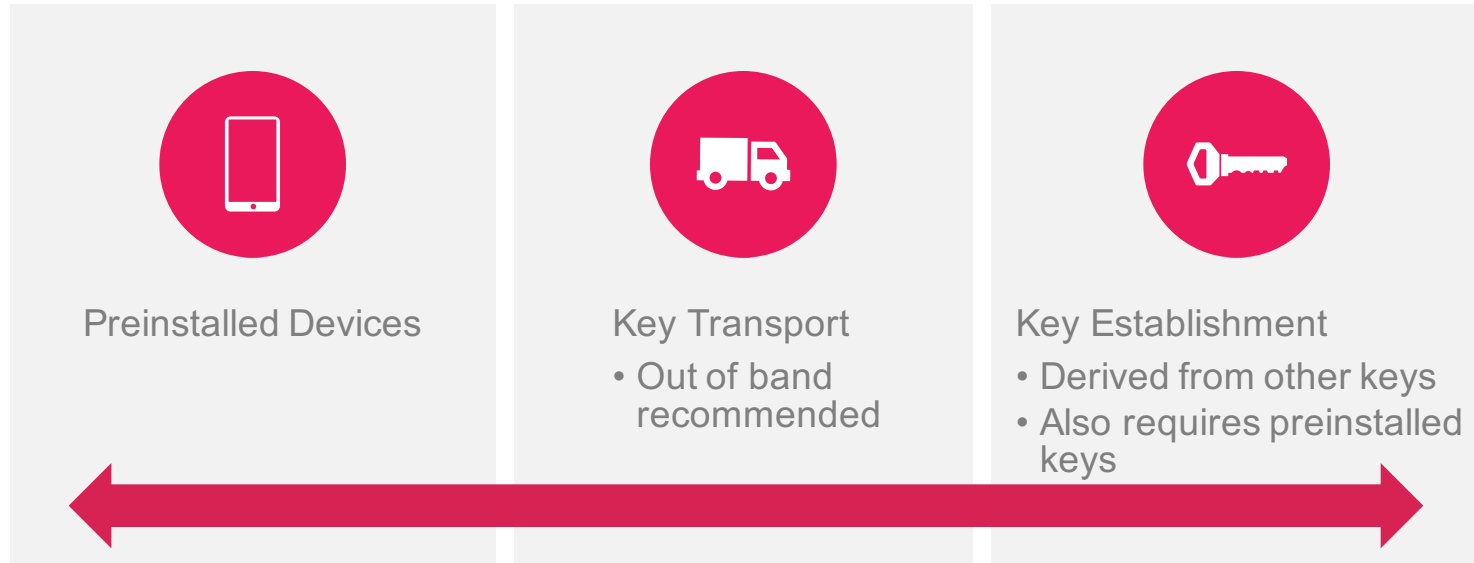 Preinstalled Devices
Key Transport
• Out of band
recommended
Key Establishment
• Derived from other keys
• Also requires preinstalled
keys